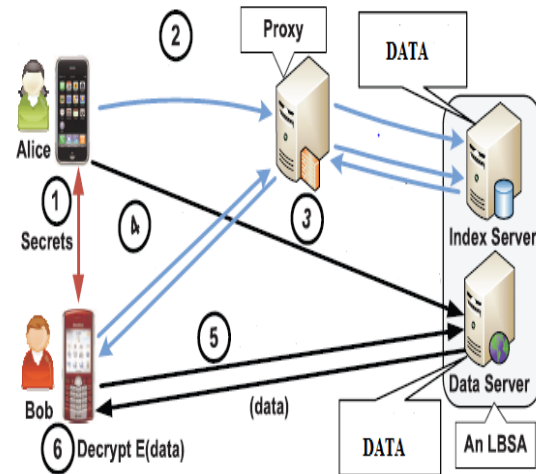 2
Proxy
DATA
Alice
1
Secrets
4
3
Index Server
5
Bob
(data)
Data Server
6 Decrypt E(data)
DATA
An LBSA